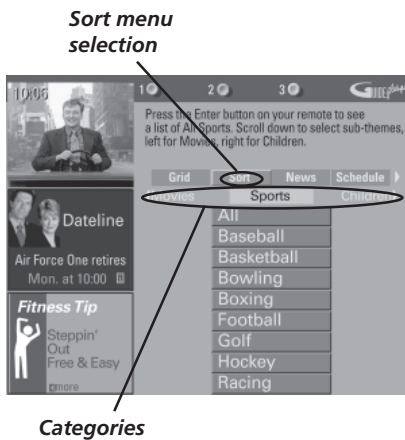 Sort menu
selection
10:05
1 2 3 GUIDE Plus+
Press the Enter button on your remote to see
a list of All Sports. Scroll down to select sub-themes,
left for Movies, right for Children.
Grid Sort News Schedule
Movies Sports Children
All
Baseball
Basketball
Bowling
Boxing
Football
Golf
Hockey
Racing
Dateline
Air Force One retires
Mon. at 10:00
Fitness Tip
Steppin'
Out
Free & Easy
more
Categories